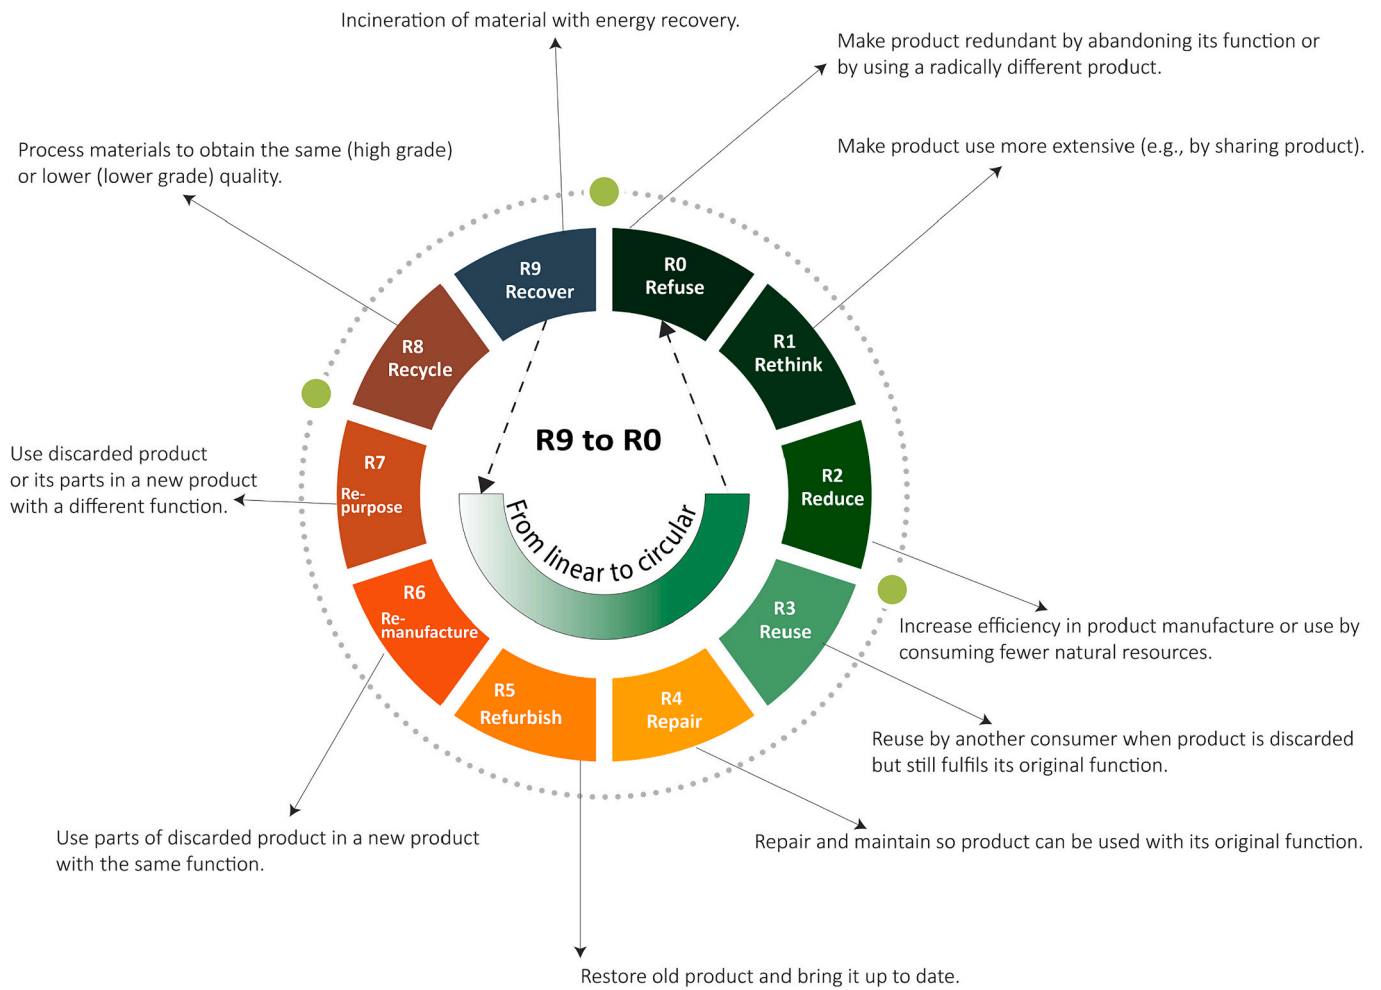 Incineration of material with energy recovery.
Make product redundant by abandoning its function or
by using a radically different product.
Process materials to obtain the same (high grade)
or lower (lower grade) quality.
Make product use more extensive (e.g., by sharing product).
R9
Recover
R0
Refuse
R1
Rethink
R8
Recycle
R9 to R0
From linear to circular
R2
Reduce
R7
Re-
purpose
Use discarded product
or its parts in a new product
with a different function.
R3
Reuse
R6
Re-
manufacture
Increase efficiency in product manufacture or use by
consuming fewer natural resources.
R4
Repair
R5
Refurbish
Reuse by another consumer when product is discarded
but still fulfils its original function.
Repair and maintain so product can be used with its original function.
Use parts of discarded product in a new product
with the same function.
Restore old product and bring it up to date.